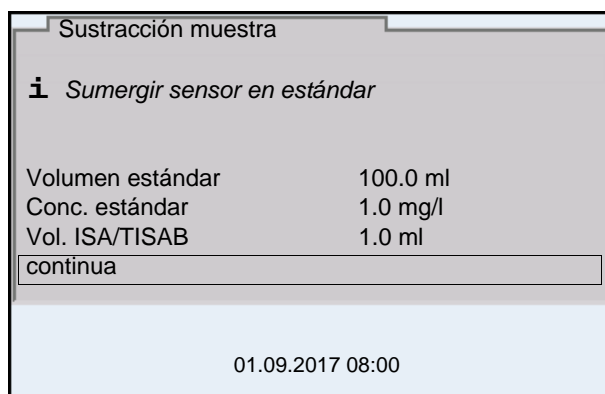 Sustracción muestra
i Sumergir sensor en estándar
Volumen estándar 100.0 ml
Conc. estándar 1.0 mg/l
Vol. ISA/TISAB 1.0 ml
continua
01.09.2017 08:00